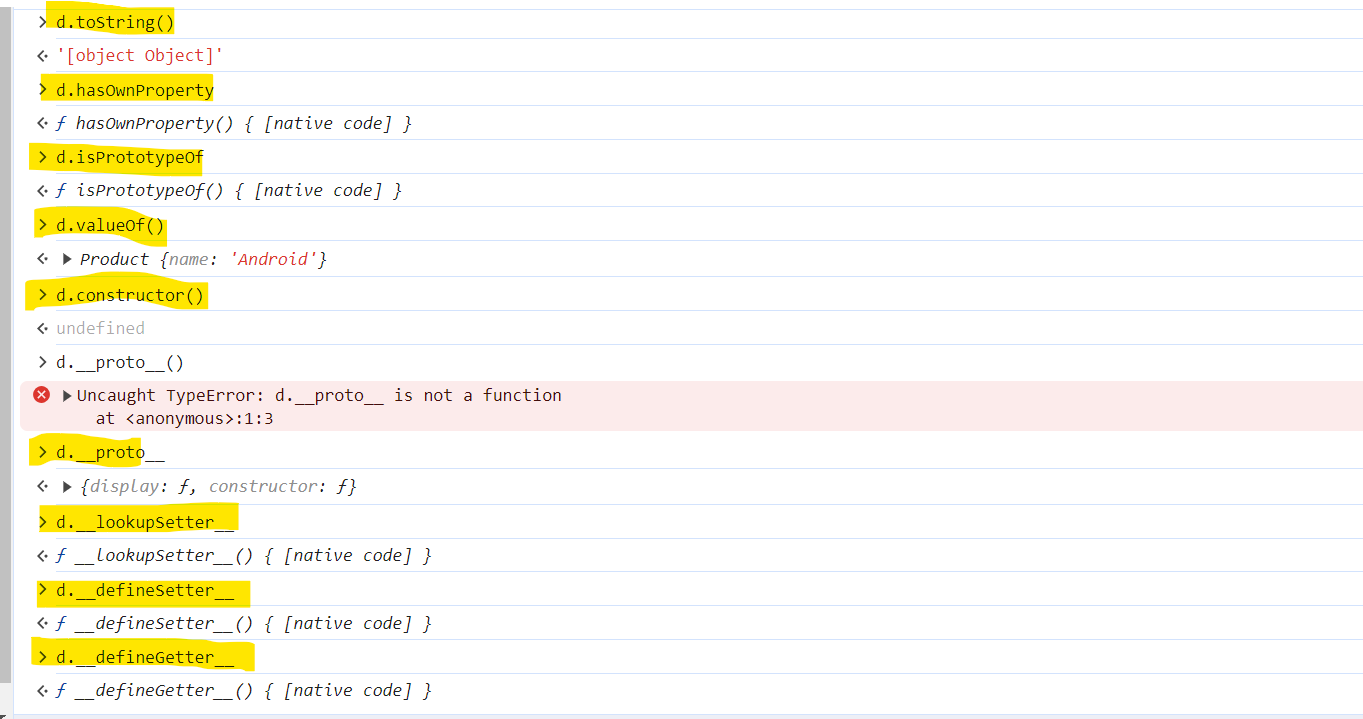 d.toString()
'[object Object]'
d.hasOwnProperty
ƒ hasOwnProperty() { [native code] }
d.isPrototypeOf
ƒ isPrototypeOf() { [native code] }
d.valueOf()
Product {name: 'Android'}
d.constructor()
undefined
d.__proto__()
Uncaught TypeError: d.__proto__ is not a function
at <anonymous>:1:3
d.__proto__
{display: ƒ, constructor: ƒ}
d.__lookupSetter__
ƒ __lookupSetter__() { [native code] }
d.__defineSetter__
ƒ __defineSetter__() { [native code] }
d.__defineGetter__
ƒ __defineGetter__() { [native code] }